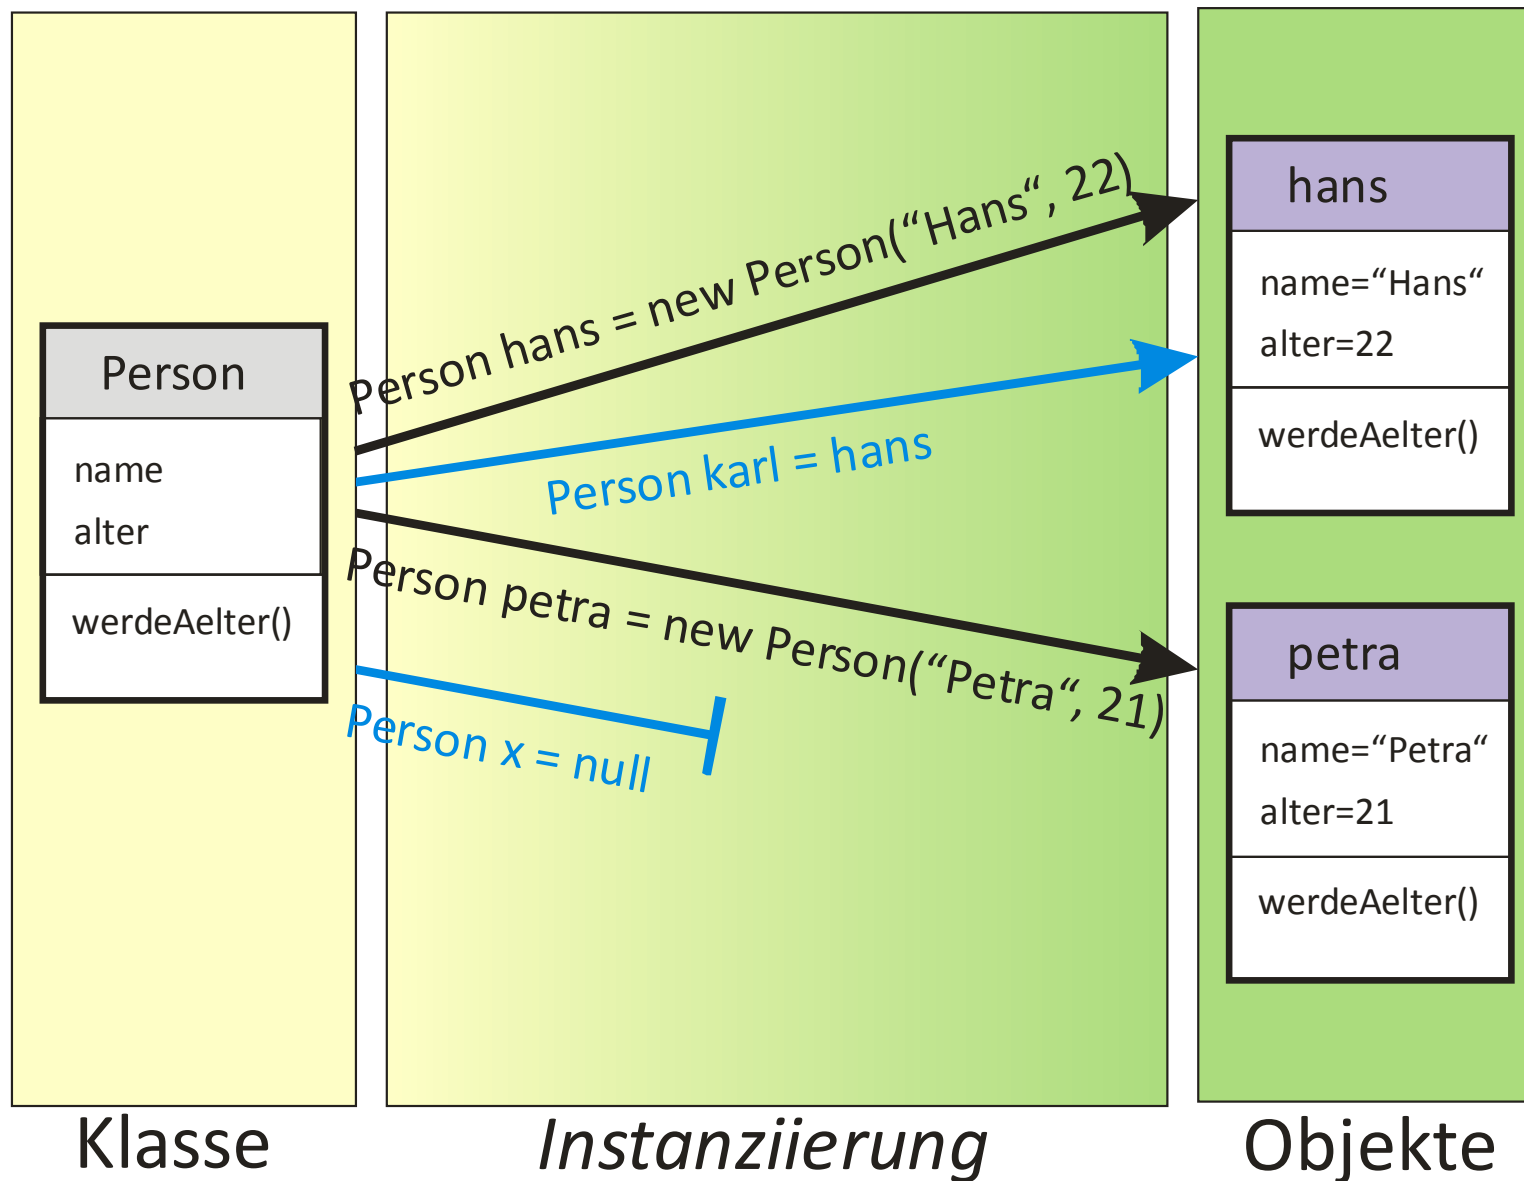 Person
name
alter
werdeAelter()
Person hans = new Person(“Hans“, 22)
Person karl = hans
Person petra = new Person(“Petra“, 21)
Person x = null
hans
name=“Hans“
alter=22
werdeAelter()
petra
name=“Petra“
alter=21
werdeAelter()
Klasse
Instanziierung
Objekte